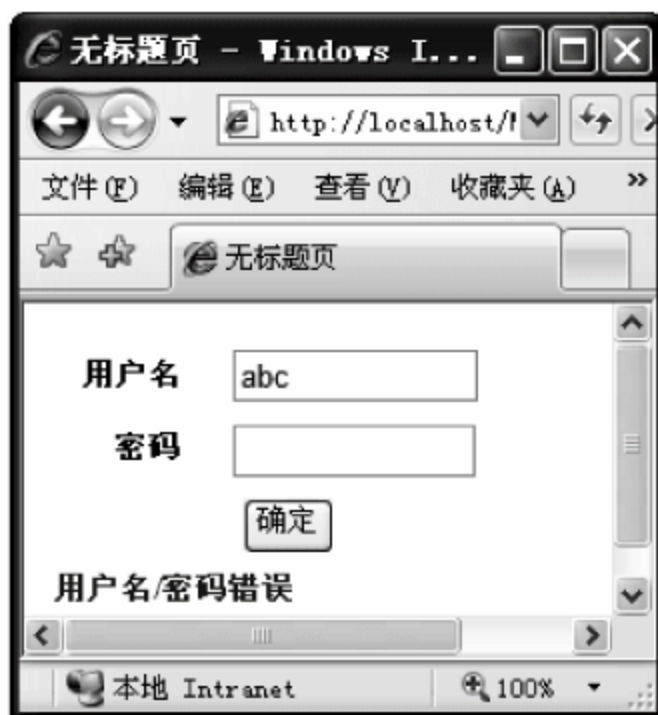 无标题页 - Windows I...
http://localhost/
文件(F) 编辑(E) 查看(V) 收藏夹(A) »
无标题页
用户名 abc
密码
确定
用户名/密码错误
本地 Intranet 100%